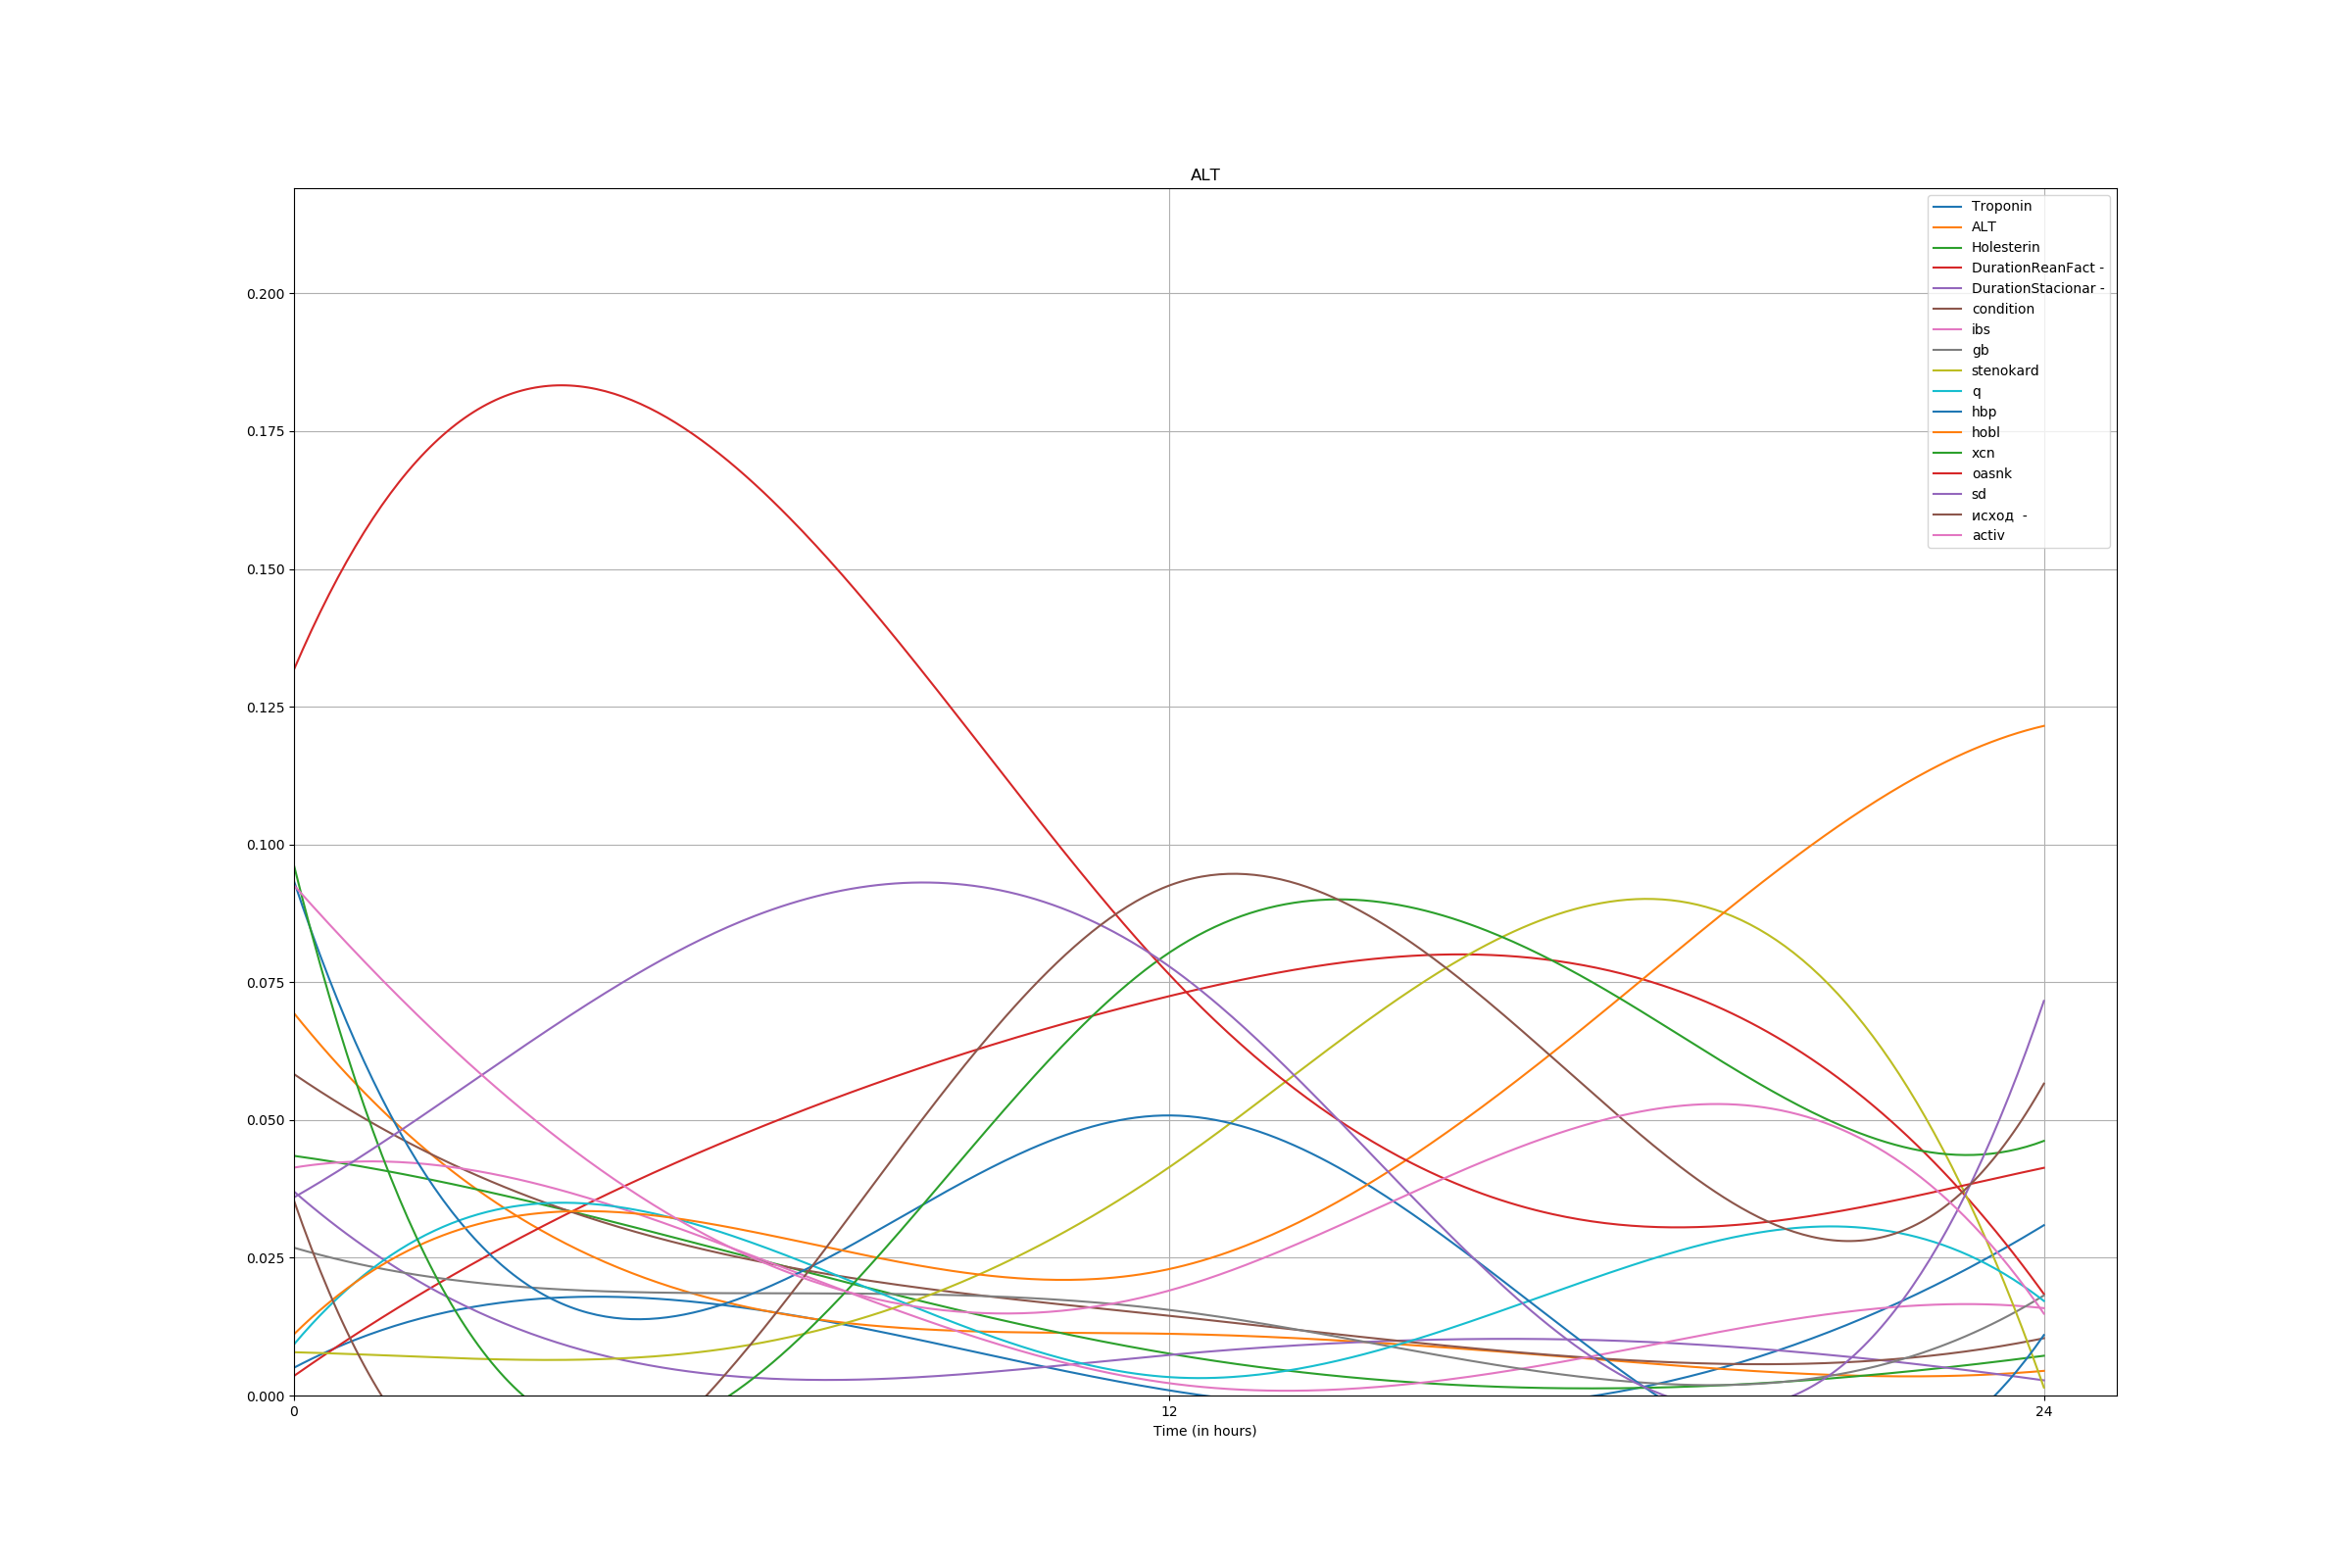 ALT
Troponin
ALT
Holesterin
DurationReanFact -
DurationStacionar -
condition
ibs
gb
stenokard
q
hbp
hobl
xcn
oasnk
sd
исход  -
activ
0.200
0.175
0.150
0.125
0.100
0.075
0.050
0.025
0.000
0 12 24
Time (in hours)